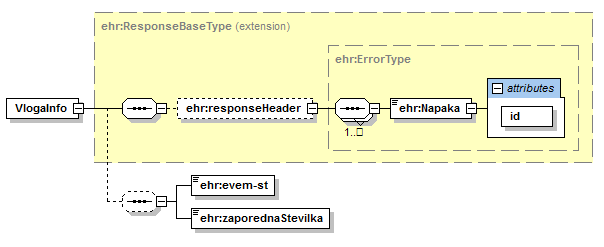 ehr:ResponseBaseType (extension)
ehr:ErrorType
attributes
VlogaInfo
ehr:responseHeader
ehr:Napaka
id
1..
ehr:evem-st
ehr:zaporednaStevilka